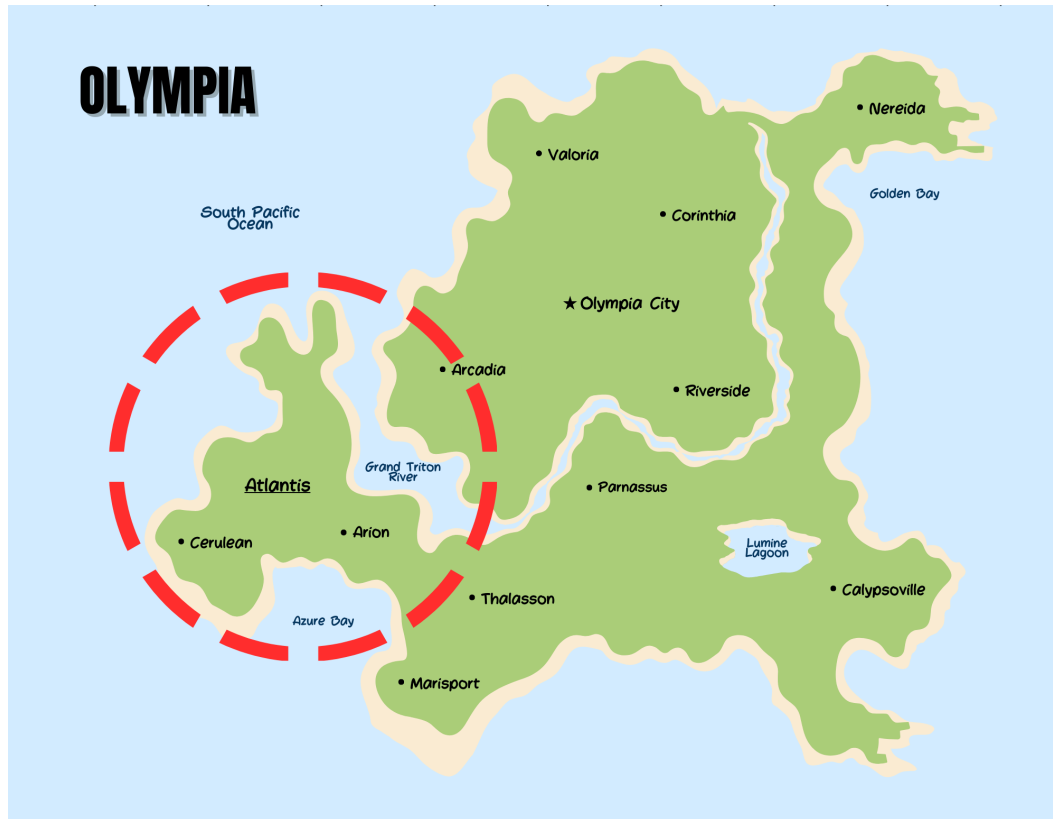 OLYMPIA
Nereida
Valoria
Golden Bay
South Pacific
Ocean
Corinthia
Olympia City
Arcadia
Riverside
Grand Triton
River
Atlantis
Parnassus
Arion
Cerulean
Lumine
Lagoon
Calypsoville
Thalasson
Azure Bay
Marisport